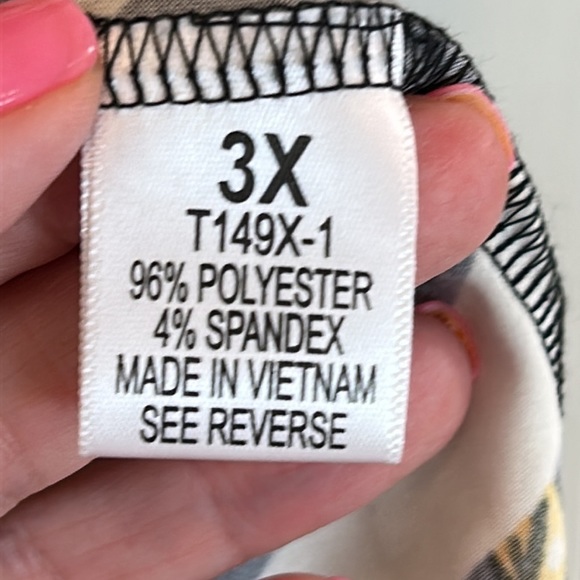 3X
T149X-1
96% POLYESTER
4% SPANDEX
MADE IN VIETNAM
SEE REVERSE